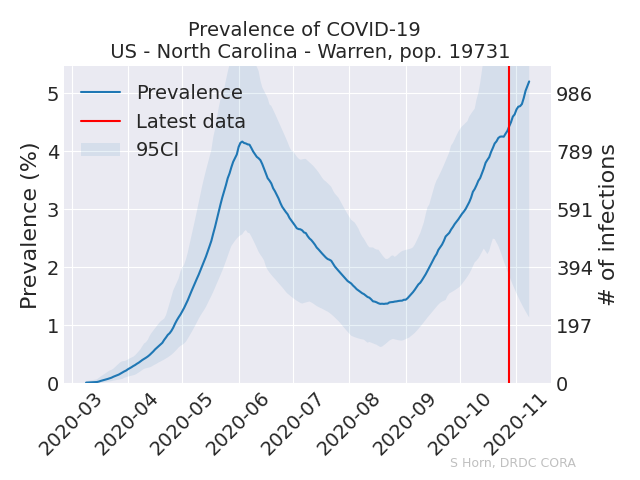 Prevalence of COVID-19
US - North Carolina - Warren, pop. 19731
Prevalence
Latest data
95CI
Prevalence (%)
5
4
3
2
1
0
986
789
591
394
197
0
# of infections
2020-03
2020-04
2020-05
2020-06
2020-07
2020-08
2020-09
2020-10
2020-11
S Horn, DRDC CORA